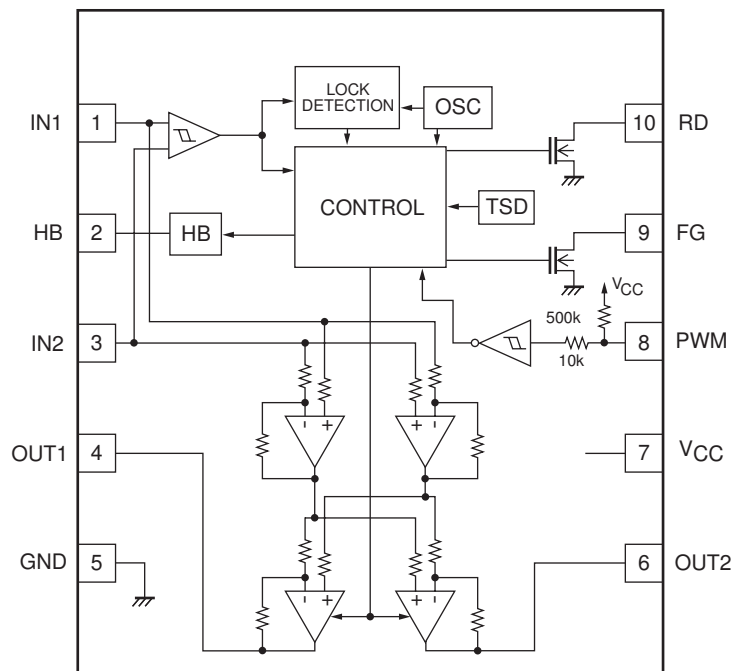 LOCK
DETECTION
OSC
IN1
1
10
RD
CONTROL
TSD
HB
2
HB
9
FG
VCC
500k
IN2
3
10k
8
PWM
- +
+ -
OUT1
4
7
VCC
GND
5
6
OUT2
- +
+ -